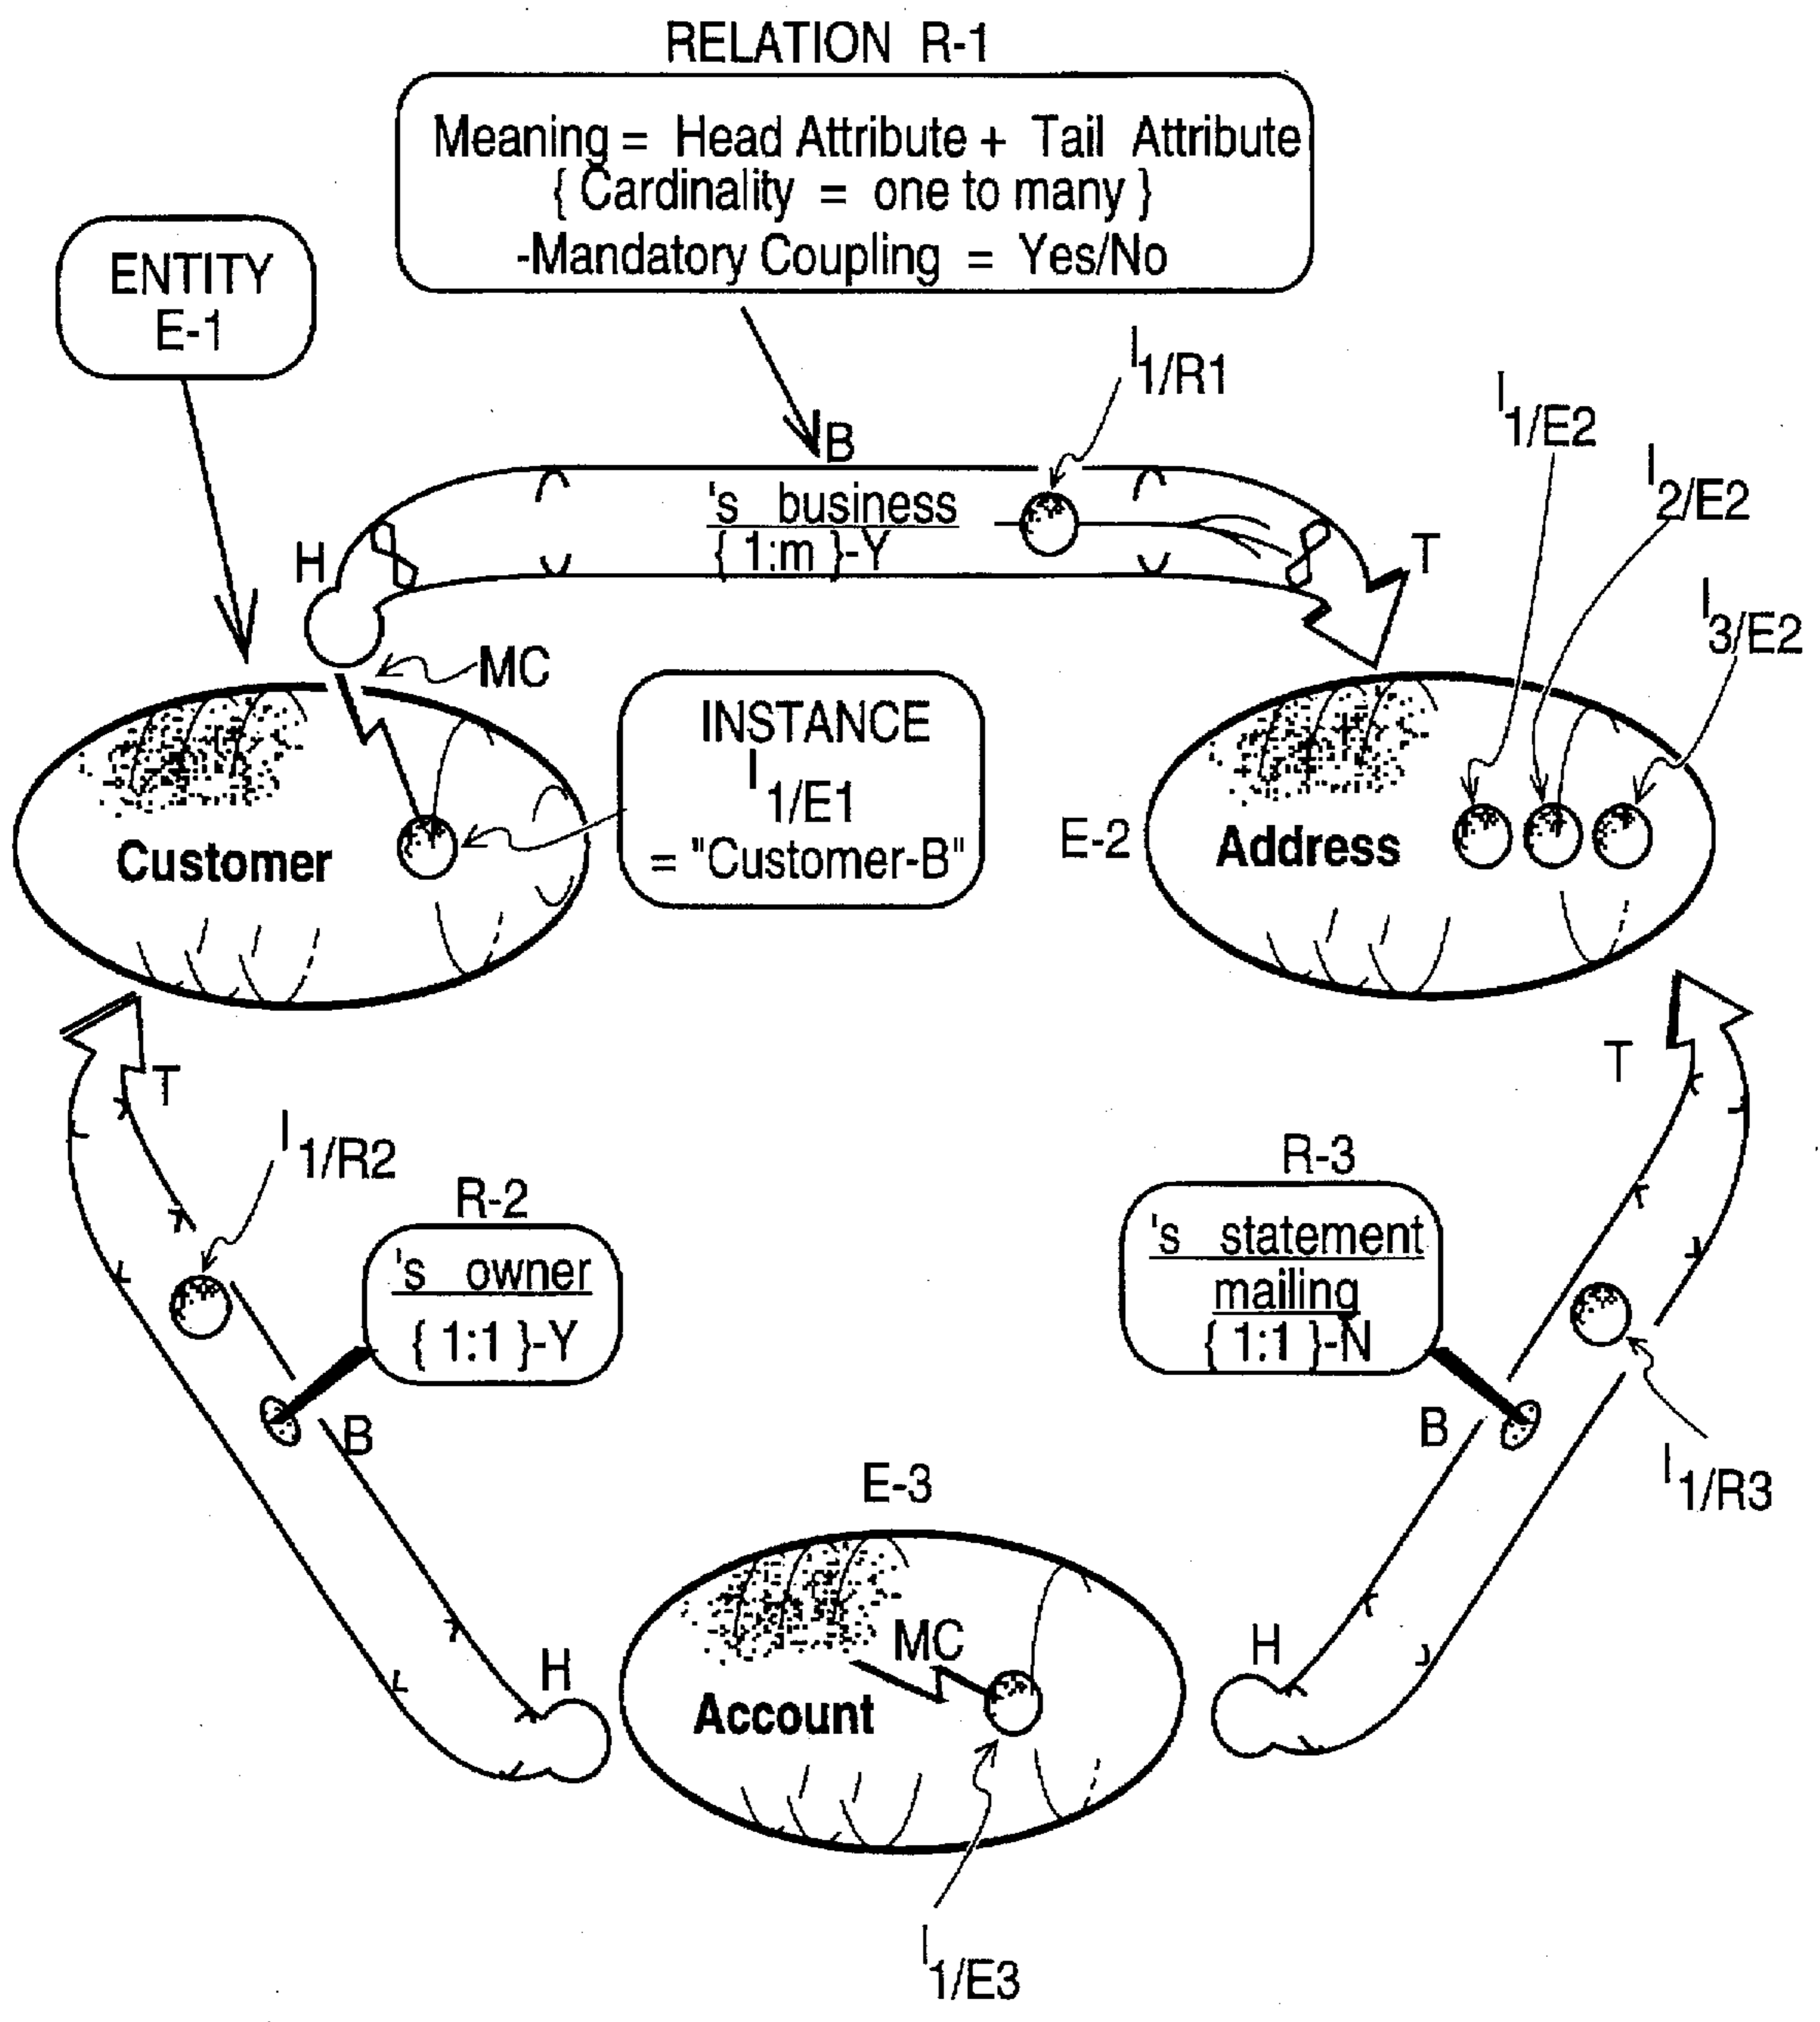 RELATION R-1
Meaning = Head Attribute + Tail Attribute
{ Cardinality = one to many }
-Mandatory Coupling = Yes/No
ENTITY
E-1
I1/R1
I1/E2
I2/E2
I3/E2
B
's business
{ 1:m }-Y
H
T
MC
INSTANCE
I1/E1
= "Customer-B"
Customer
E-2
Address
T
T
I1/R2
R-2
's owner
{ 1:1 }-Y
R-3
's statement
mailing
{ 1:1 }-N
B
B
I1/R3
E-3
H
H
MC
Account
I1/E3